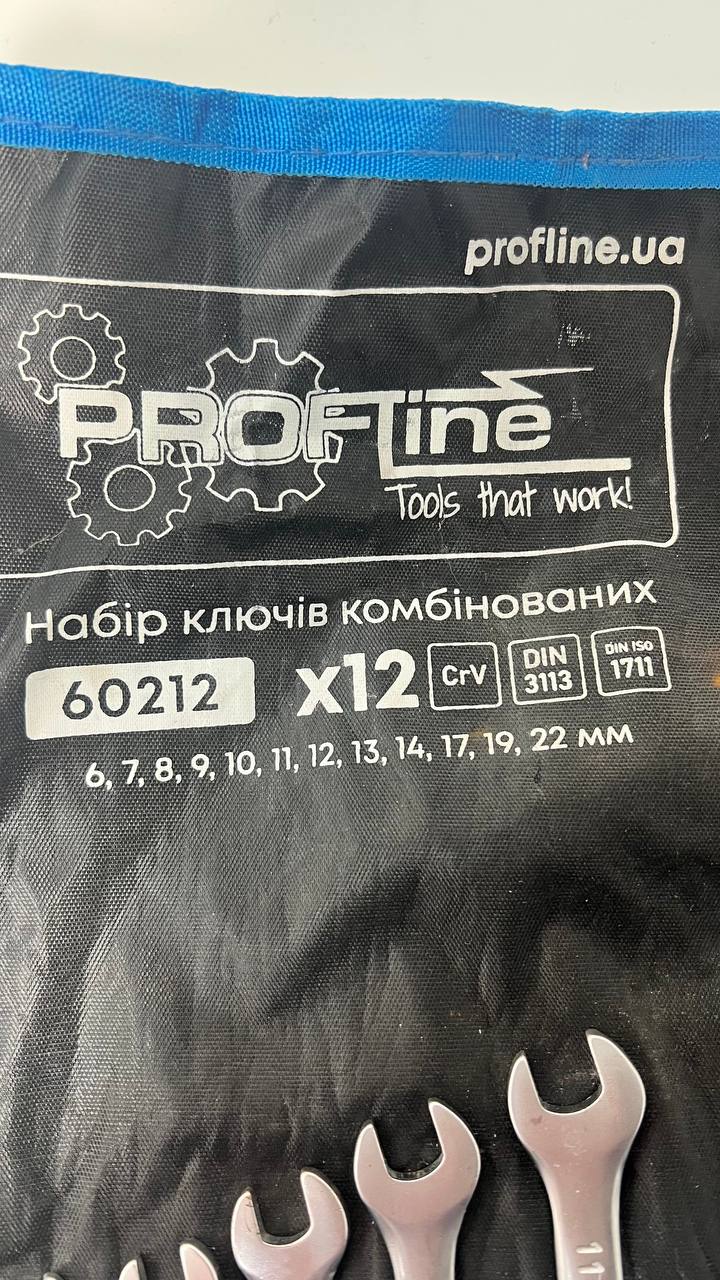 profline.ua
PROFline
Tools that work!
Набір ключів комбінованих
60212 x12 CrV DIN 3113 DIN ISO 1711
6, 7, 8, 9, 10, 11, 12, 13, 14, 17, 19, 22 мм
11